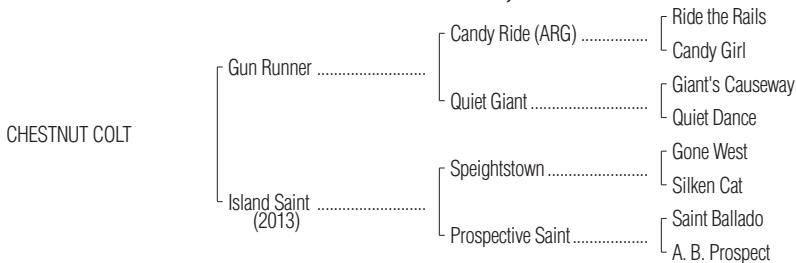 Ride the Rails
Candy Ride (ARG) ................
Candy Girl
Gun Runner ..........................
Giant's Causeway
Quiet Giant ............................
Quiet Dance
CHESTNUT COLT
Gone West
Speightstown ........................
Silken Cat
Island Saint ..........................
(2013)
Saint Ballado
Prospective Saint ..................
A. B. Prospect